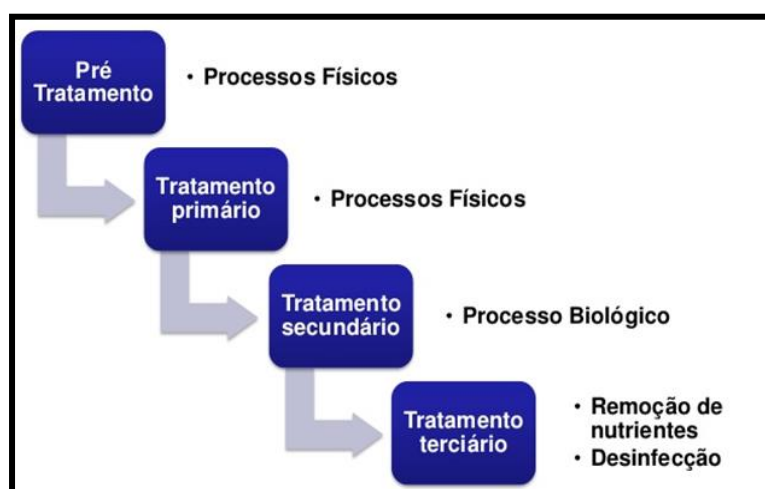 Pré
Tratamento
• Processos Físicos
Tratamento
primário
• Processos Físicos
Tratamento
secundário
• Processo Biológico
Tratamento
terciário
• Remoção de
nutrientes
• Desinfecção